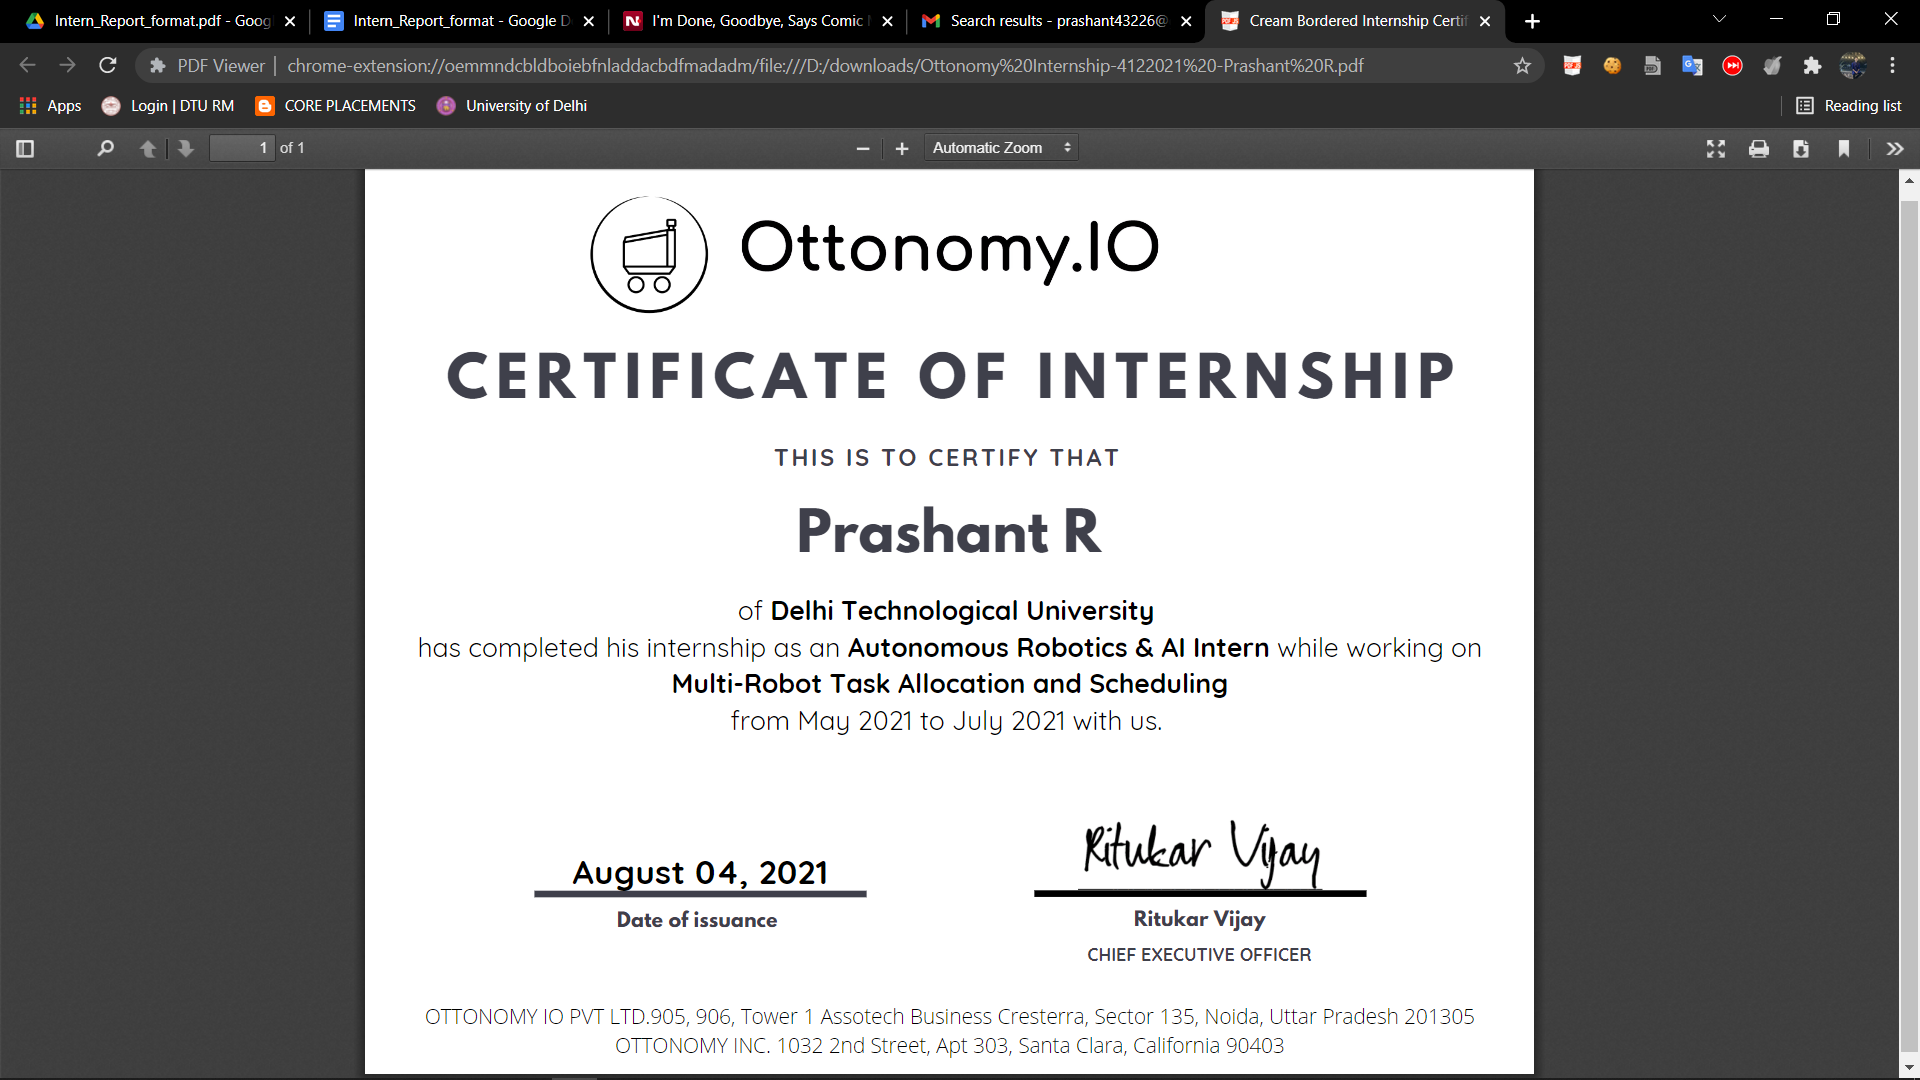 Intern_Report_format.pdf - Goog
Intern_Report_format - Google D
I'm Done, Goodbye, Says Comic
Search results - prashant43226@
Cream Bordered Internship Certif
PDF Viewer
chrome-extension://oemmndcbldboiebfnladdacbdfmadadm/file:///D:/downloads/Ottonomy%20Internship-4122021%20-Prashant%20R.pdf
Apps
Login | DTU RM
CORE PLACEMENTS
University of Delhi
Reading list
1 of 1
Automatic Zoom
Ottonomy.IO
CERTIFICATE OF INTERNSHIP
THIS IS TO CERTIFY THAT
Prashant R
of Delhi Technological University
has completed his internship as an Autonomous Robotics & AI Intern while working on
Multi-Robot Task Allocation and Scheduling
from May 2021 to July 2021 with us.
August 04, 2021
Date of issuance
Ritukar Vijay
Ritukar Vijay
CHIEF EXECUTIVE OFFICER
OTTONOMY IO PVT LTD.905, 906, Tower 1 Assotech Business Cresterra, Sector 135, Noida, Uttar Pradesh 201305
OTTONOMY INC. 1032 2nd Street, Apt 303, Santa Clara, California 90403